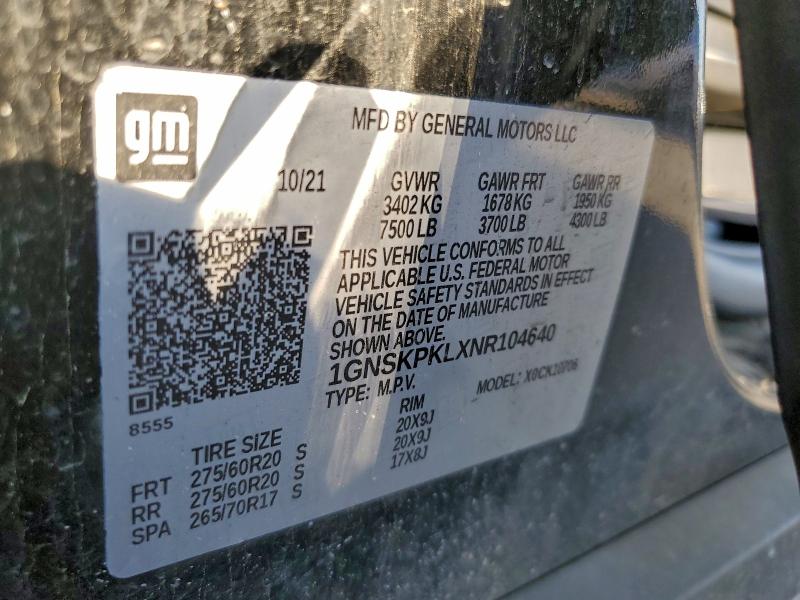 gm
MFD BY GENERAL MOTORS LLC
10/21 GVWR GAWR FRT GAWR RR
3402 KG 1678 KG 1950 KG
7500 LB 3700 LB 4300 LB
THIS VEHICLE CONFORMS TO ALL
APPLICABLE U.S. FEDERAL MOTOR
VEHICLE SAFETY STANDARDS IN EFFECT
ON THE DATE OF MANUFACTURE
SHOWN ABOVE.
1GNSKPKLXNR104640
TYPE: M.P.V. MODEL: X0CK10706
8555
TIRE SIZE RIM
FRT 275/60R20 S 20X9J
RR 275/60R20 S 20X9J
SPA 265/70R17 S 17X8J